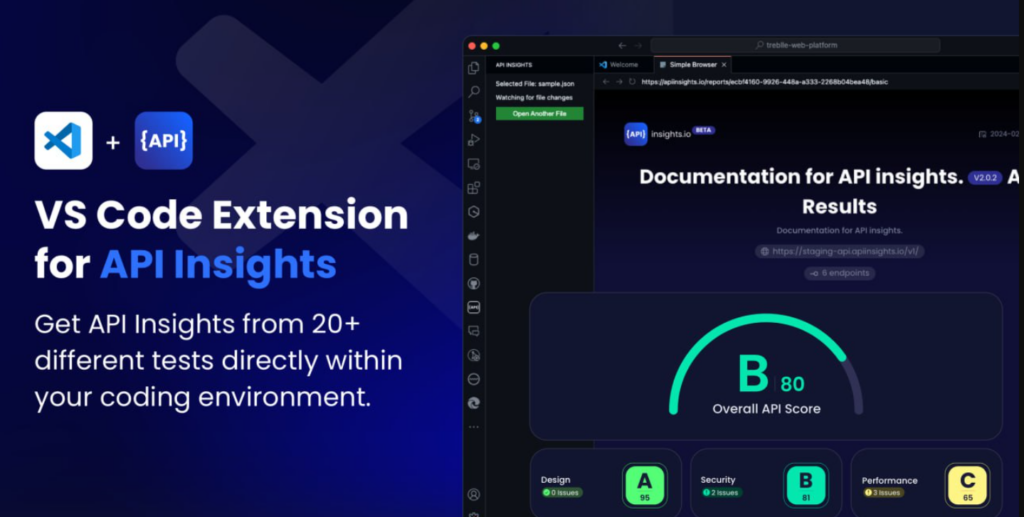 {API}
VS Code Extension
for API Insights
Get API Insights from 20+
different tests directly within
your coding environment.
treblle-web-platform
API INSIGHTS
Welcome
Simple Browser
Selected File: sample.json
Watching for file changes
Open Another File
https://apiinsights.io/reports/ecbf4160-9926-448a-a333-2268b04bea48/basic
{API} insights.io BETA
2024-02
Documentation for API insights. V2.0.2 A
Results
Documentation for API insights.
https://staging-api.apiinsights.io/v1/
6 endpoints
B 80
Overall API Score
Design
0 Issues
A
95
Security
2 Issues
B
81
Performance
3 Issues
C
65